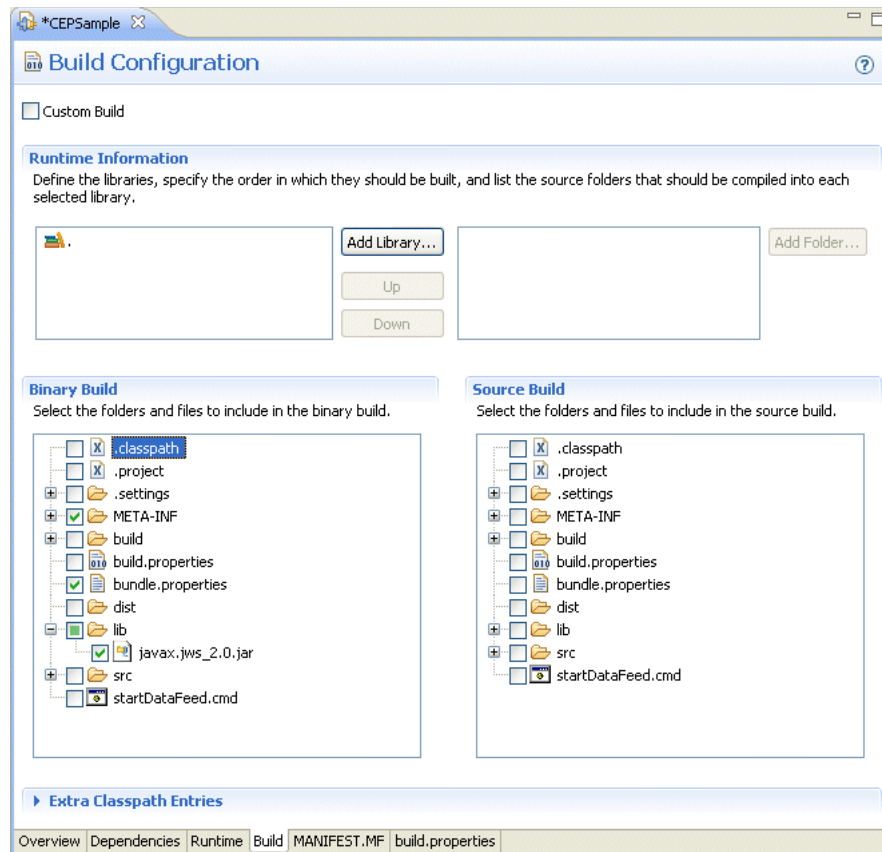 *CEPSample
Build Configuration
Custom Build
Runtime Information
Define the libraries, specify the order in which they should be built, and list the source folders that should be compiled into each
selected library.
.
Add Library...
Add Folder...
Up
Down
Binary Build
Select the folders and files to include in the binary build.
.classpath
.project
.settings
META-INF
build
build.properties
bundle.properties
dist
lib
javax.jws_2.0.jar
src
startDataFeed.cmd
Source Build
Select the folders and files to include in the source build.
.classpath
.project
.settings
META-INF
build
build.properties
bundle.properties
dist
lib
src
startDataFeed.cmd
Extra Classpath Entries
Overview Dependencies Runtime Build MANIFEST.MF build.properties